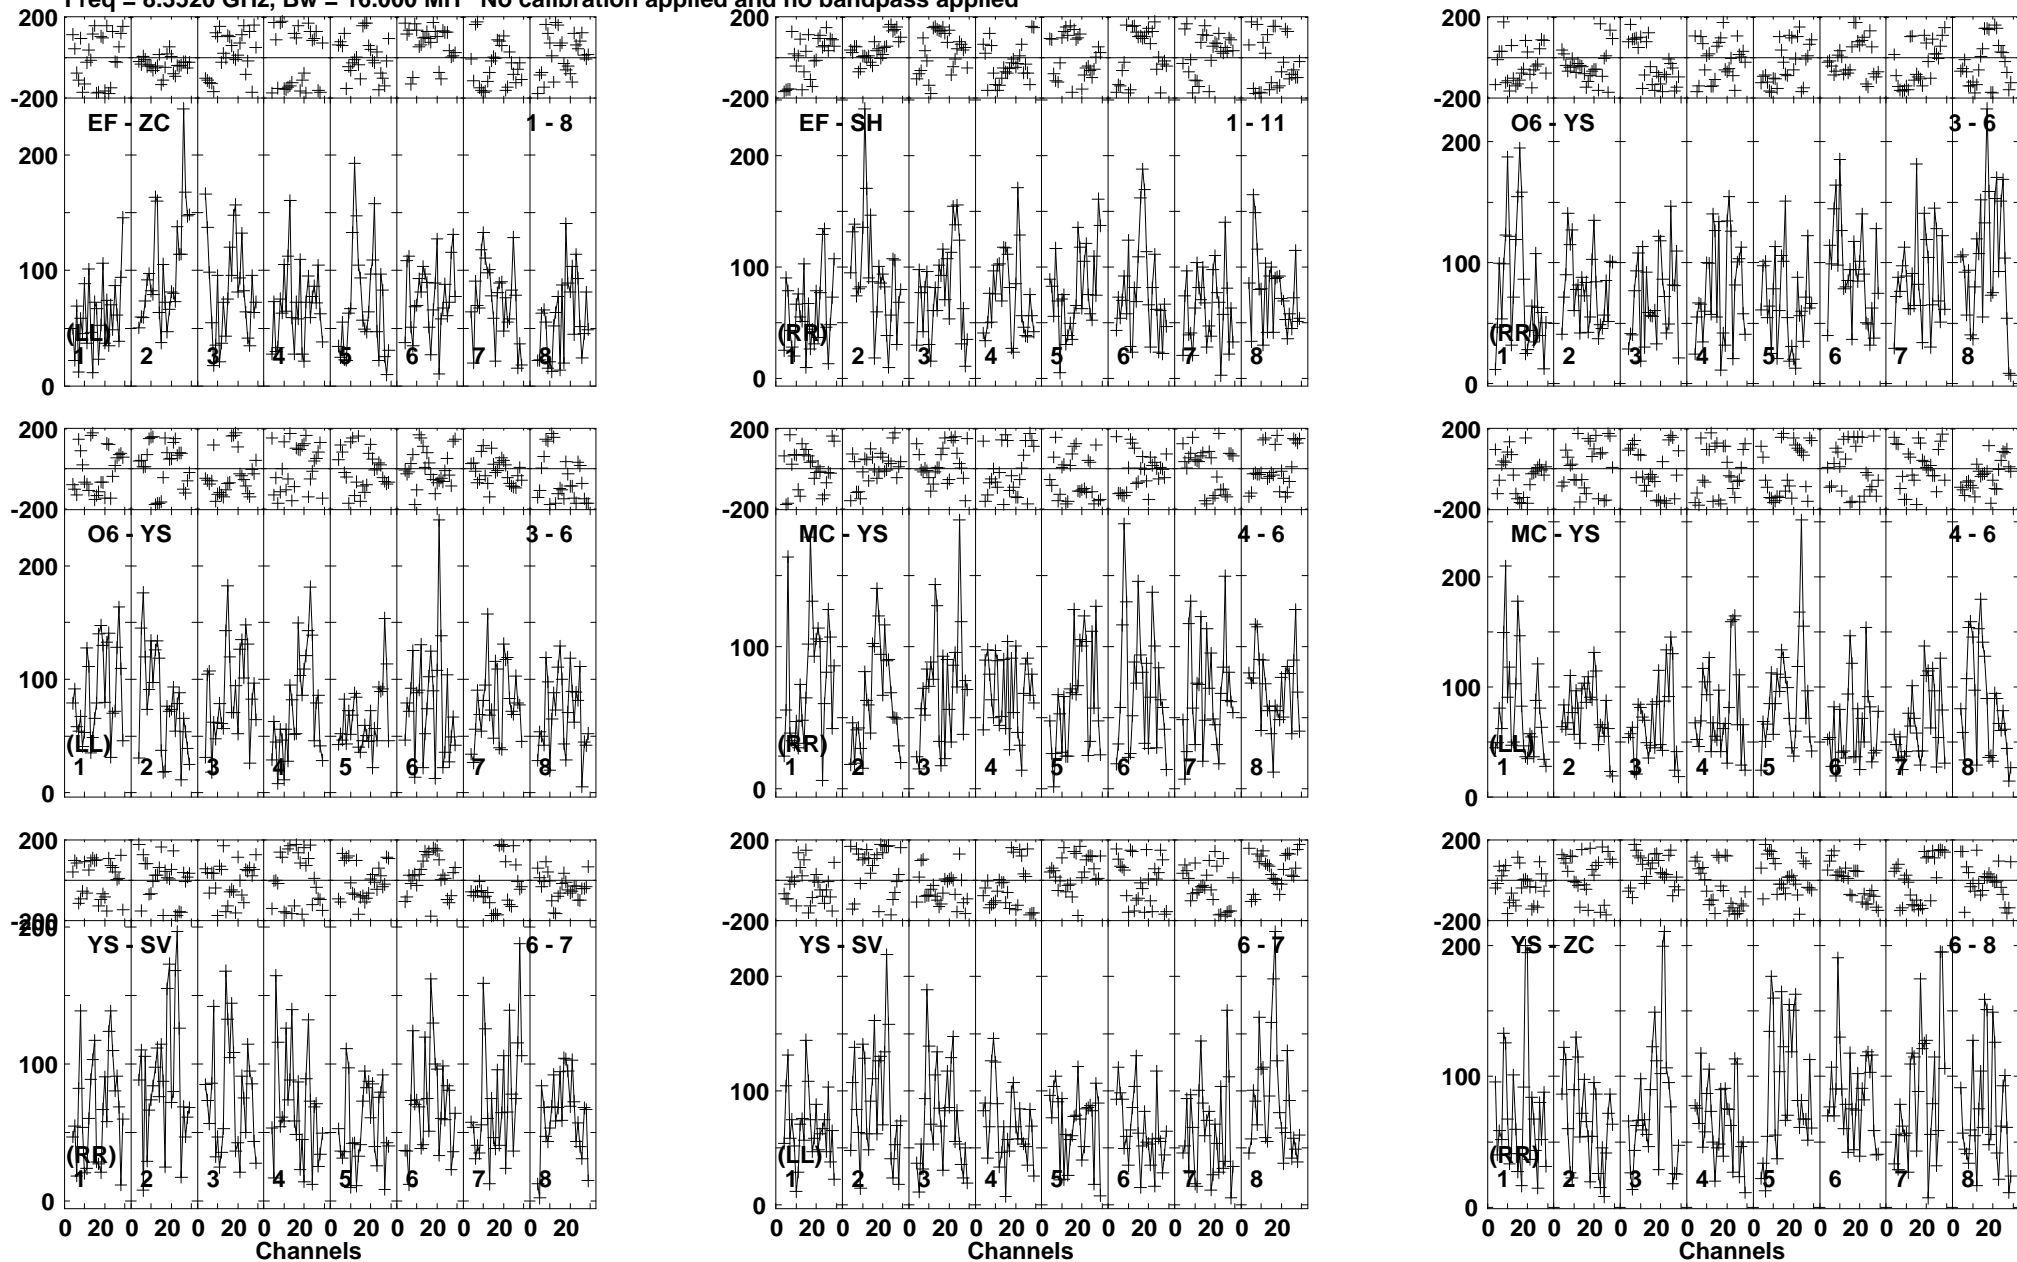 Freq = 8.3520 GHz, Bw = 16.000 MH No calibration applied and no bandpass applied
200 200
-200 -200 -200
EF - ZC 1 - 8 EF - SH 1 - 11 O6 - YS 3 - 6
200 200 200
100 100 100
(LL) (RR) (RR)
1 2 3 4 5 6 7 8 1 2 3 4 5 6 7 8 1 2 3 4 5 6 7 8
0 0 0
200 200 200
-200 -200 -200
O6 - YS 3 - 6 MC - YS 4 - 6 MC - YS 4 - 6
200 200
100 100 100
(LL) (RR) (LL)
1 2 3 4 5 6 7 8 1 2 3 4 5 6 7 8 1 2 3 4 5 6 7 8
0 0 0
200 200 200
-200 -200 -200
200
YS - SV 6 - 7 YS - SV 6 - 7 YS - ZC 6 - 8
200 200
100 100 100
(RR) (LL) (RR)
1 2 3 4 5 6 7 8 1 2 3 4 5 6 7 8 1 2 3 4 5 6 7 8
0 0 0
0 20 0 20 0 20 0 20 0 20 0 20 0 20 0 20 0 20 0 20 0 20 0 20 0 20 0 20 0 20 0 20 0 20 0 20 0 20 0 20 0 20 0 20 0 20 0 20
Channels Channels Channels